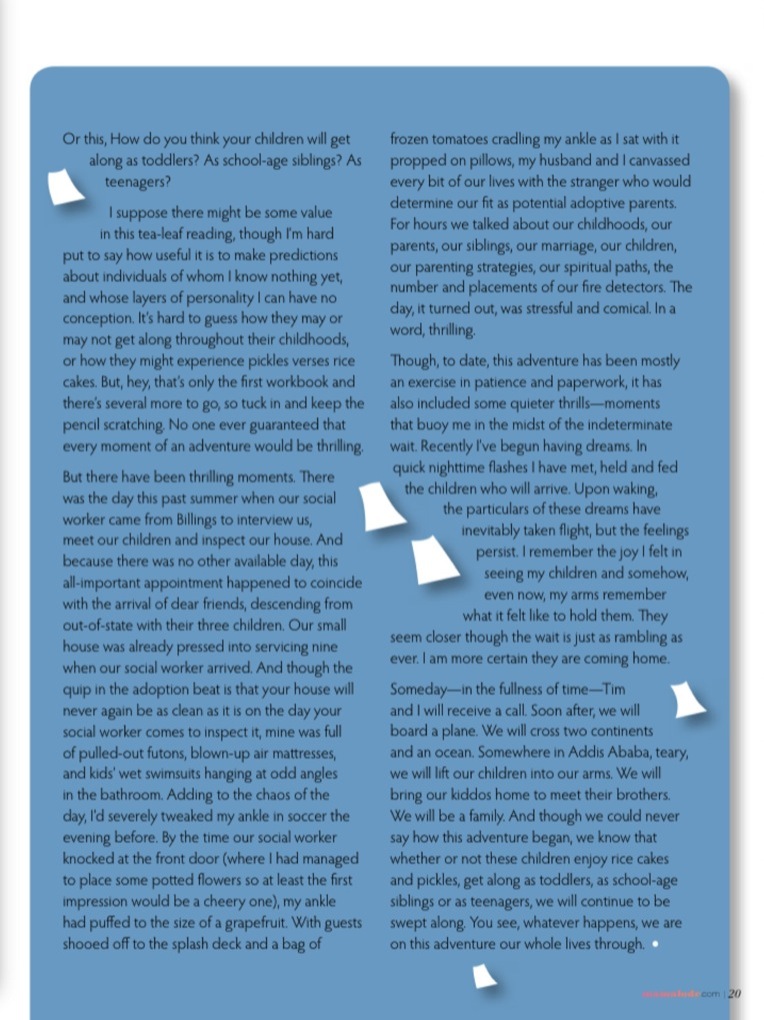 Or this, How do you think your children will get
along as toddlers? As school-age siblings? As
teenagers?
I suppose there might be some value
in this tea-leaf reading, though I'm hard
put to say how useful it is to make predictions
about individuals of whom I know nothing yet,
and whose layers of personality I can have no
conception. It's hard to guess how they may or
may not get along throughout their childhoods,
or how they might experience pickles verses rice
cakes. But, hey, that's only the first workbook and
there's several more to go, so tuck in and keep the
pencil scratching. No one ever guaranteed that
every moment of an adventure would be thrilling.
But there have been thrilling moments. There
was the day this past summer when our social
worker came from Billings to interview us,
meet our children and inspect our house. And
because there was no other available day, this
all-important appointment happened to coincide
with the arrival of dear friends, descending from
out-of-state with their three children. Our small
house was already pressed into servicing nine
when our social worker arrived. And though the
quip in the adoption beat is that your house will
never again be as clean as it is on the day your
social worker comes to inspect it, mine was full
of pulled-out futons, blown-up air mattresses,
and kids' wet swimsuits hanging at odd angles
in the bathroom. Adding to the chaos of the
day, I'd severely tweaked my ankle in soccer the
evening before. By the time our social worker
knocked at the front door (where I had managed
to place some potted flowers so at least the first
impression would be a cheery one), my ankle
had puffed to the size of a grapefruit. With guests
shooed off to the splash deck and a bag of
frozen tomatoes cradling my ankle as I sat with it
propped on pillows, my husband and I canvassed
every bit of our lives with the stranger who would
determine our fit as potential adoptive parents.
For hours we talked about our childhoods, our
parents, our siblings, our marriage, our children,
our parenting strategies, our spiritual paths, the
number and placements of our fire detectors. The
day, it turned out, was stressful and comical. In a
word, thrilling.
Though, to date, this adventure has been mostly
an exercise in patience and paperwork, it has
also included some quieter thrills—moments
that buoy me in the midst of the indeterminate
wait. Recently I've begun having dreams. In
quick nighttime flashes I have met, held and fed
the children who will arrive. Upon waking,
the particulars of these dreams have
inevitably taken flight, but the feelings
persist. I remember the joy I felt in
seeing my children and somehow,
even now, my arms remember
what it felt like to hold them. They
seem closer though the wait is just as rambling as
ever. I am more certain they are coming home.
Someday—in the fullness of time—Tim
and I will receive a call. Soon after, we will
board a plane. We will cross two continents
and an ocean. Somewhere in Addis Ababa, teary,
we will lift our children into our arms. We will
bring our kiddos home to meet their brothers.
We will be a family. And though we could never
say how this adventure began, we know that
whether or not these children enjoy rice cakes
and pickles, get along as toddlers, as school-age
siblings or as teenagers, we will continue to be
swept along. You see, whatever happens, we are
on this adventure our whole lives through. •
.com | 20